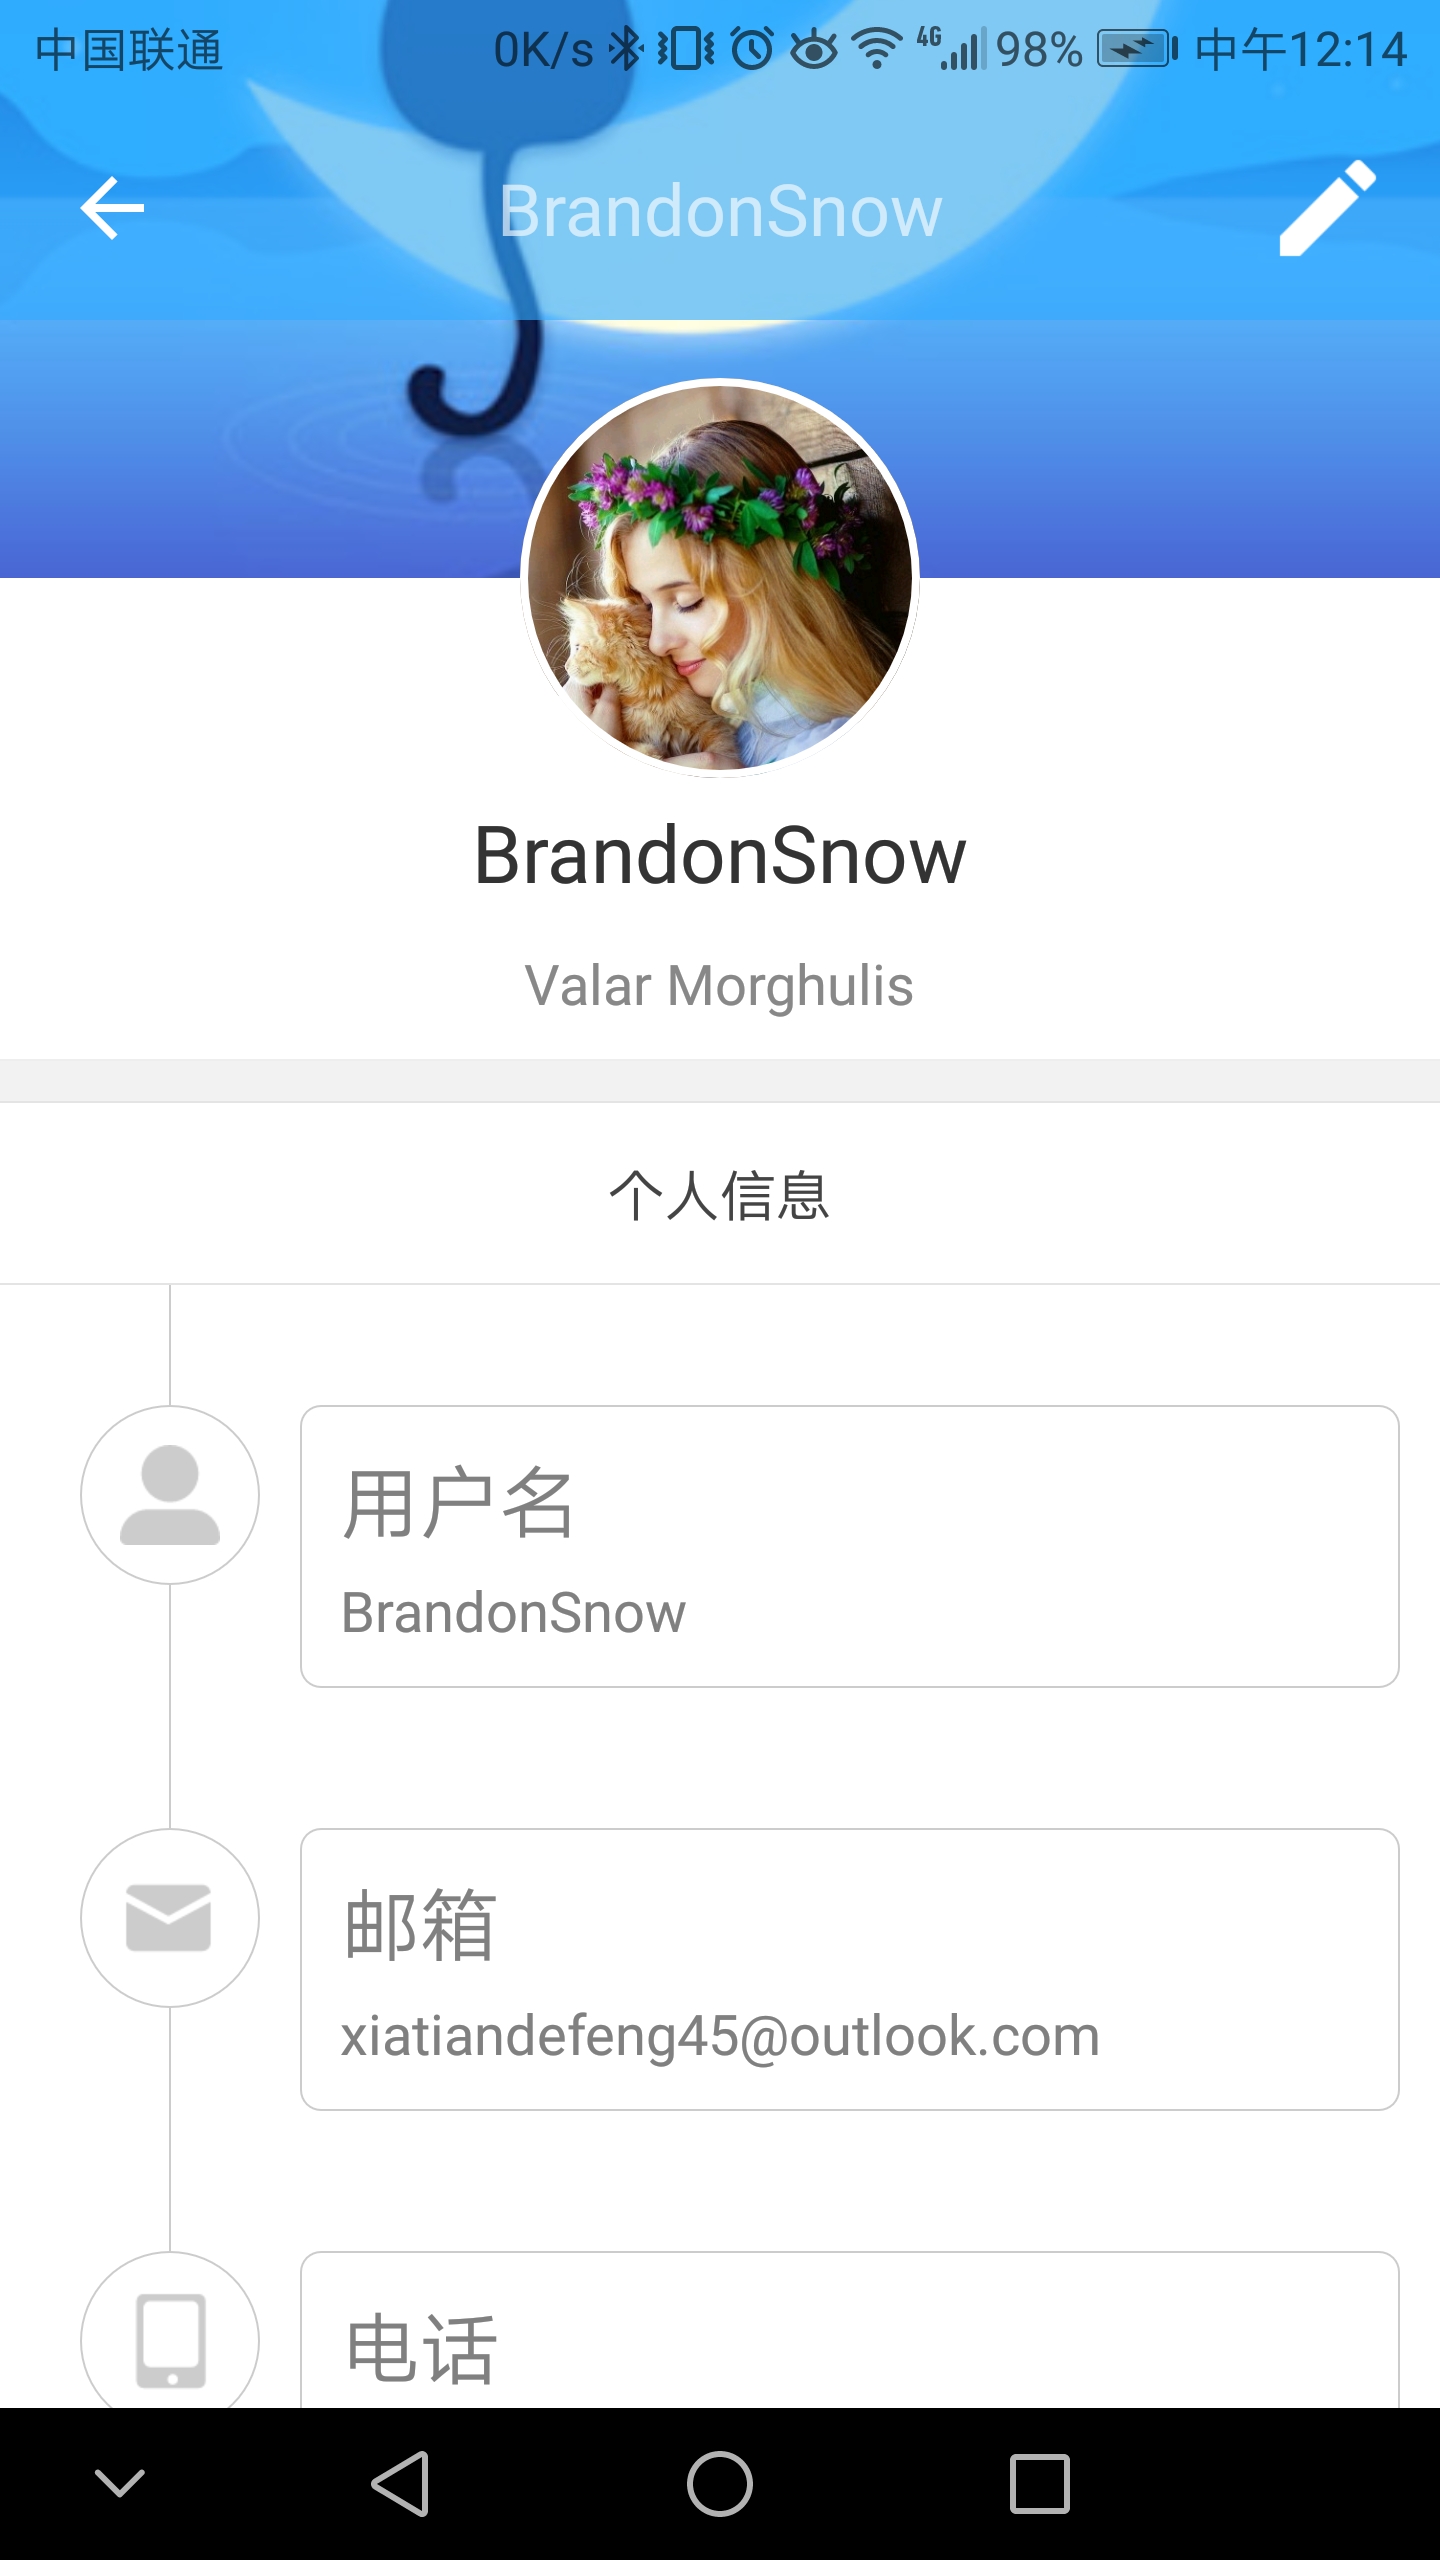 中国联通 0K/s 4G 98% 中午12:14
BrandonSnow
BrandonSnow
Valar Morghulis
个人信息
用户名
BrandonSnow
邮箱
xiatiandefeng45@outlook.com
电话